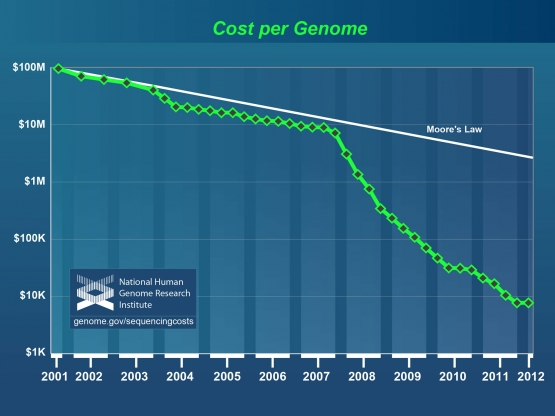 Cost per Genome
$100M
$10M
$1M
$100K
$10K
$1K
Moore's Law
National Human
Genome Research
Institute
genome.gov/sequencingcosts
2001 2002 2003 2004 2005 2006 2007 2008 2009 2010 2011 2012